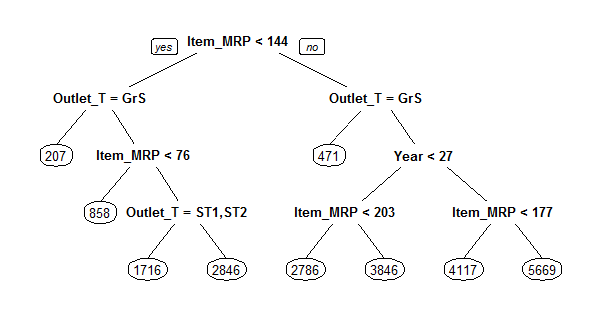 yes Item_MRP < 144 no
Outlet_T = GrS Outlet_T = GrS
207 Item_MRP < 76 471 Year < 27
858 Outlet_T = ST1,ST2 Item_MRP < 203 Item_MRP < 177
1716 2846 2786 3846 4117 5669